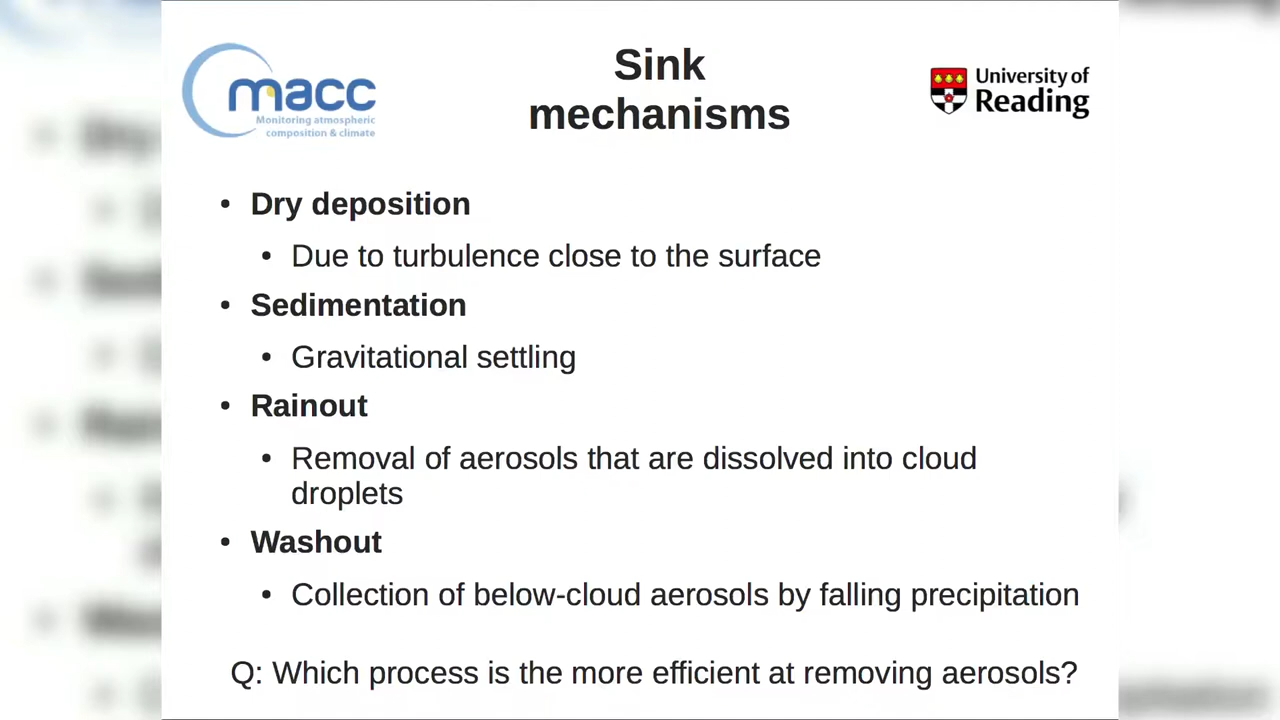 macc
Monitoring atmospheric
composition & climate
Sink
mechanisms
University of
Reading
• Dry deposition
• Due to turbulence close to the surface
• Sedimentation
• Gravitational settling
• Rainout
• Removal of aerosols that are dissolved into cloud
droplets
• Washout
• Collection of below-cloud aerosols by falling precipitation
Q: Which process is the more efficient at removing aerosols?